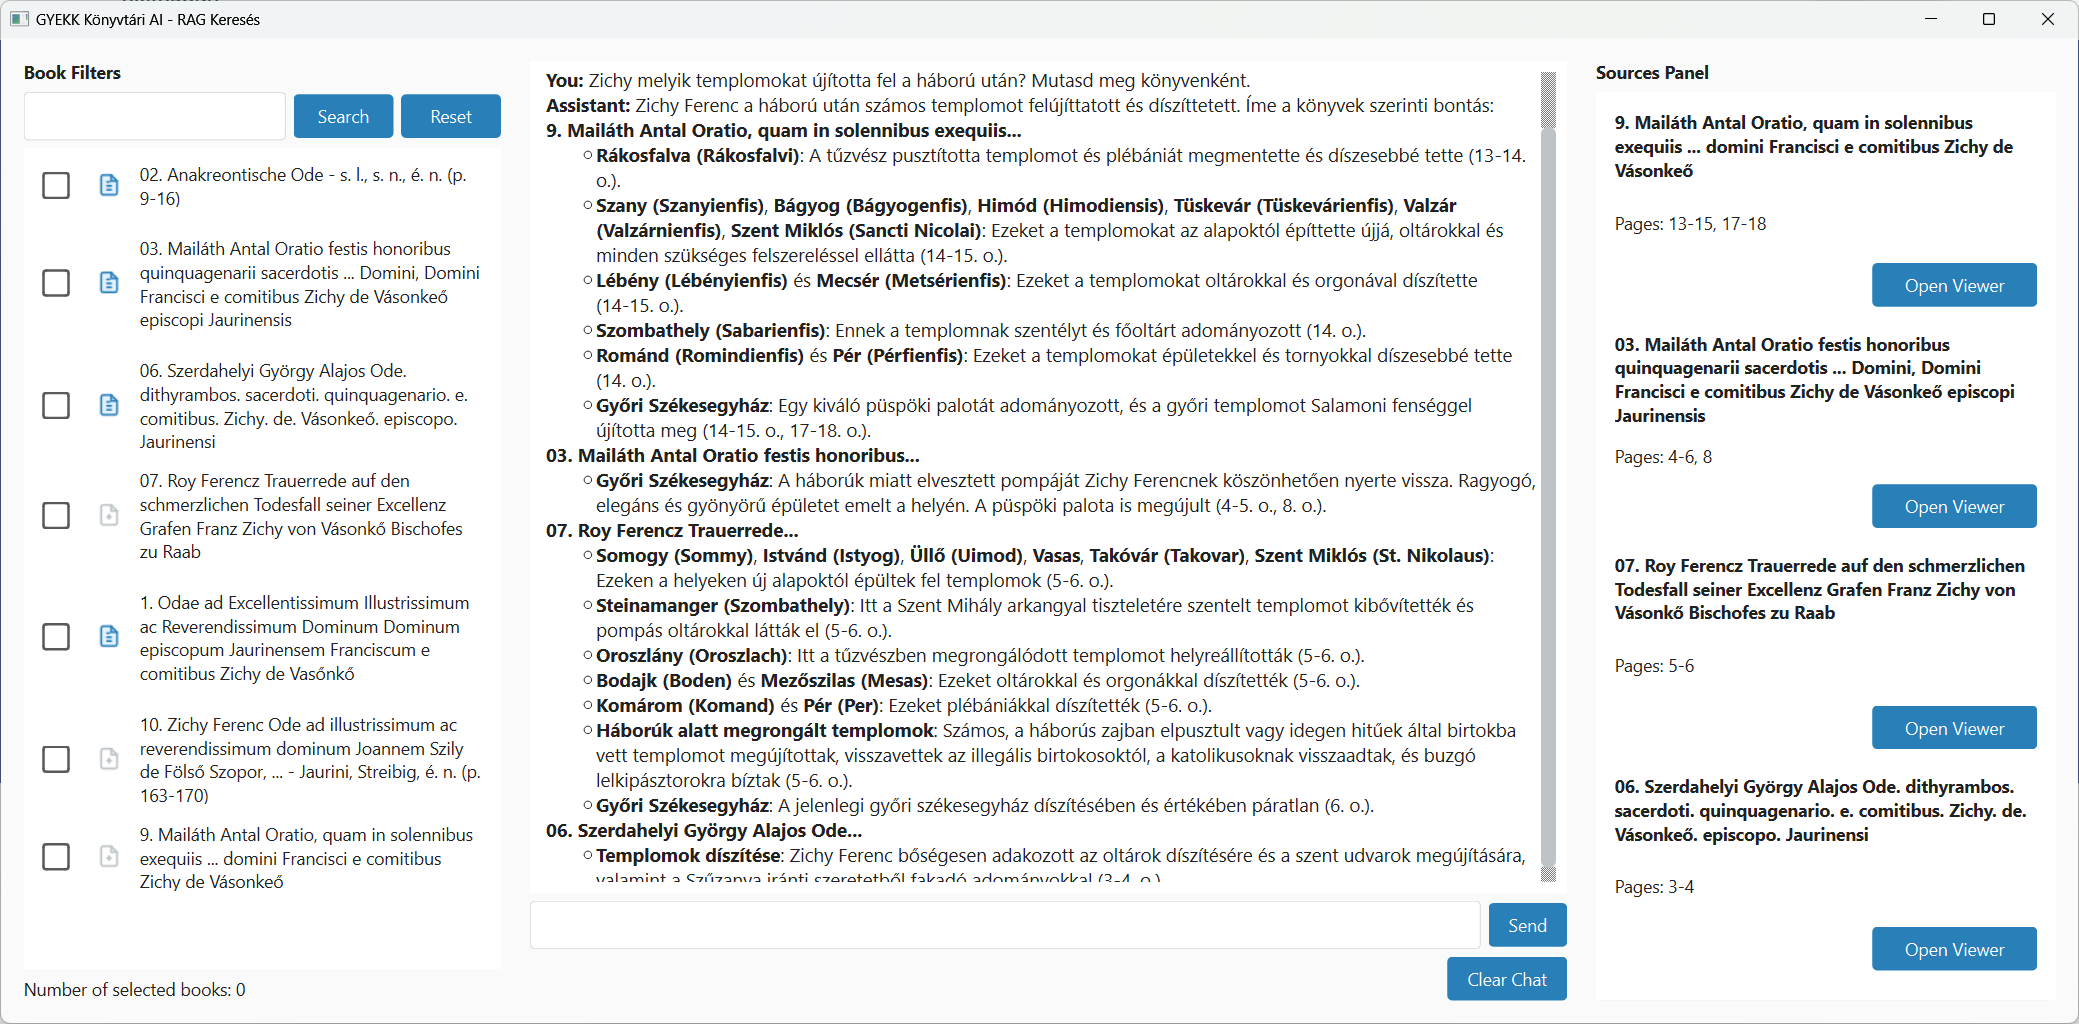 GYEKK Könyvtári AI - RAG Keresés
Book Filters
Search
Reset
02. Anakreontische Ode - s. l., s. n., é. n. (p.
9-16)
03. Mailáth Antal Oratio festis honoribus
quinquagenarii sacerdotis ... Domini, Domini
Francisci e comitibus Zichy de Vásonkeő
episcopi Jaurinensis
06. Szerdahelyi György Alajos Ode.
dithyrambos. sacerdoti. quinquagenario. e.
comitibus. Zichy. de. Vásonkeő. episcopo.
Jaurinensi
07. Roy Ferencz Trauerrede auf den
schmerzlichen Todesfall seiner Excellenz
Grafen Franz Zichy von Vásonkő Bischofes
zu Raab
1. Odae ad Excellentissimum Illustrissimum
ac Reverendissimum Dominum Dominum
episcopum Jaurinensem Franciscum e
comitibus Zichy de Vasőnkő
10. Zichy Ferenc Ode ad illustrissimum ac
reverendissimum dominum Joannem Szily
de Fölső Szopor, ... - Jaurini, Streibig, é. n. (p.
163-170)
9. Mailáth Antal Oratio, quam in solennibus
exequiis ... domini Francisci e comitibus
Zichy de Vásonkeő
Number of selected books: 0
You: Zichy melyik templomokat újította fel a háború után? Mutasd meg könyvenként.
Assistant: Zichy Ferenc a háború után számos templomot felújíttatott és díszíttetett. Íme a könyvek szerinti bontás:
9. Mailáth Antal Oratio, quam in solennibus exequiis...
Rákosfalva (Rákosfalvi): A tűzvész pusztította templomot és plébániát megmentette és díszesebbé tette (13-14.
o.).
Szany (Szanyienfis), Bágyog (Bágyogenfis), Himód (Himodiensis), Tüskevár (Tüskevárienfis), Valzár
(Valzárnienfis), Szent Miklós (Sancti Nicolai): Ezeket a templomokat az alapoktól építtette újjá, oltárokkal és
minden szükséges felszereléssel ellátta (14-15. o.).
Lébény (Lébényienfis) és Mecsér (Metsérienfis): Ezeket a templomokat oltárokkal és orgonával díszítette
(14-15. o.).
Szombathely (Sabarienfis): Ennek a templomnak szentélyt és főoltárt adományozott (14. o.).
Románd (Romindienfis) és Pér (Pérfienfis): Ezeket a templomokat épületekkel és tornyokkal díszesebbé tette
(14. o.).
Győri Székesegyház: Egy kiváló püspöki palotát adományozott, és a győri templomot Salamoni fenséggel
újította meg (14-15. o., 17-18. o.).
03. Mailáth Antal Oratio festis honoribus...
Győri Székesegyház: A háborúk miatt elvesztett pompáját Zichy Ferencnek köszönhetően nyerte vissza. Ragyogó,
elegáns és gyönyörű épületet emelt a helyén. A püspöki palota is megújult (4-5. o., 8. o.).
07. Roy Ferencz Trauerrede...
Somogy (Sommy), Istvánd (Istyog), Üllő (Uimod), Vasas, Takóvár (Takovar), Szent Miklós (St. Nikolaus):
Ezeken a helyeken új alapoktól épültek fel templomok (5-6. o.).
Steinamanger (Szombathely): Itt a Szent Mihály arkangyal tiszteletére szentelt templomot kibővítették és
pompás oltárokkal látták el (5-6. o.).
Oroszlány (Oroszlach): Itt a tűzvészben megrongálódott templomot helyreállították (5-6. o.).
Bodajk (Boden) és Mezőszilas (Mesas): Ezeket oltárokkal és orgonákkal díszítették (5-6. o.).
Komárom (Komand) és Pér (Per): Ezeket plébániákkal díszítették (5-6. o.).
Háborúk alatt megrongált templomok: Számos, a háborús zajban elpusztult vagy idegen hitűek által birtokba
vett templomot megújítottak, visszavettek az illegális birtokosoktól, a katolikusoknak visszaadtak, és buzgó
lelkipásztorokra bíztak (5-6. o.).
Győri Székesegyház: A jelenlegi győri székesegyház díszítésében és értékében páratlan (6. o.).
06. Szerdahelyi György Alajos Ode...
Templomok díszítése: Zichy Ferenc bőségesen adakozott az oltárok díszítésére és a szent udvarok megújítására,
valamint a Szűzanya iránti szeretetből fakadó adományokkal (3-4. o.)
Send
Clear Chat
Sources Panel
9. Mailáth Antal Oratio, quam in solennibus
exequiis ... domini Francisci e comitibus Zichy de
Vásonkeő
Pages: 13-15, 17-18
Open Viewer
03. Mailáth Antal Oratio festis honoribus
quinquagenarii sacerdotis ... Domini, Domini
Francisci e comitibus Zichy de Vásonkeő episcopi
Jaurinensis
Pages: 4-6, 8
Open Viewer
07. Roy Ferencz Trauerrede auf den schmerzlichen
Todesfall seiner Excellenz Grafen Franz Zichy von
Vásonkő Bischofes zu Raab
Pages: 5-6
Open Viewer
06. Szerdahelyi György Alajos Ode. dithyrambos.
sacerdoti. quinquagenario. e. comitibus. Zichy. de.
Vásonkeő. episcopo. Jaurinensi
Pages: 3-4
Open Viewer